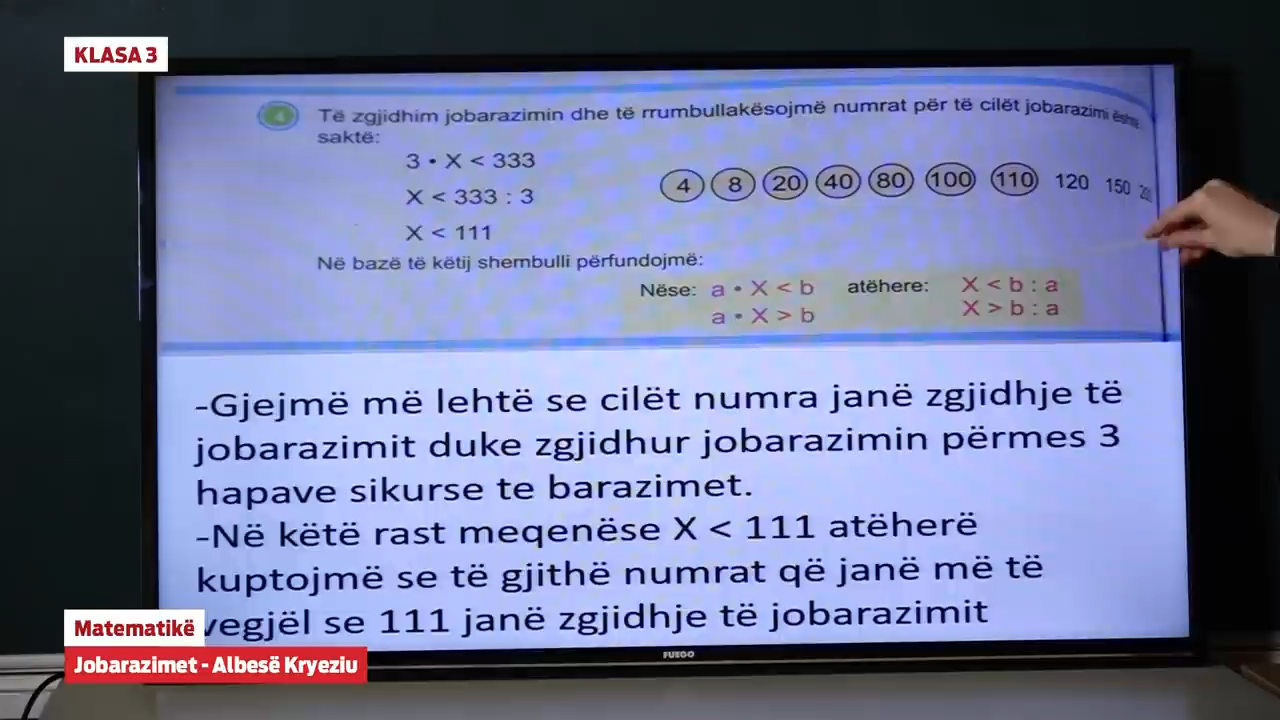 KLASA 3
4 Të zgjidhim jobarazimin dhe të rrumbullakësojmë numrat për të cilët jobarazimi është
saktë:
3 • X < 333
X < 333 : 3
X < 111
4 8 20 40 80 100 110 120 150
Në bazë të këtij shembulli përfundojmë:
Nëse: a • X < b atëhere: X < b : a
a • X > b X > b : a
-Gjejmë më lehtë se cilët numra janë zgjidhje të
jobarazimit duke zgjidhur jobarazimin përmes 3
hapave sikurse te barazimet.
-Në këtë rast meqenëse X < 111 atëherë
kuptojmë se të gjithë numrat që janë më të
vegjël se 111 janë zgjidhje të jobarazimit
FUEGO
Matematikë
Jobarazimet - Albesë Kryeziu